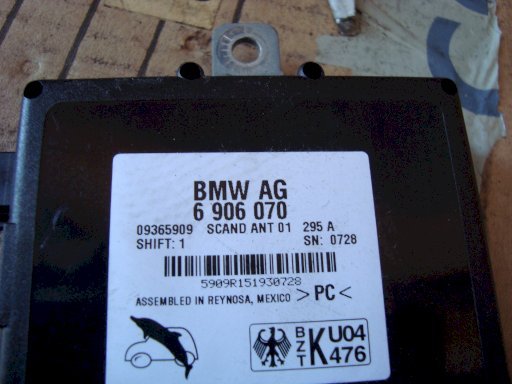 BMW AG
6 906 070
09365909 SCAND ANT 01 295 A
SHIFT: 1 SN: 0728
5909R151930728
ASSEMBLED IN REYNOSA, MEXICO >PC<
BZT K U04 476